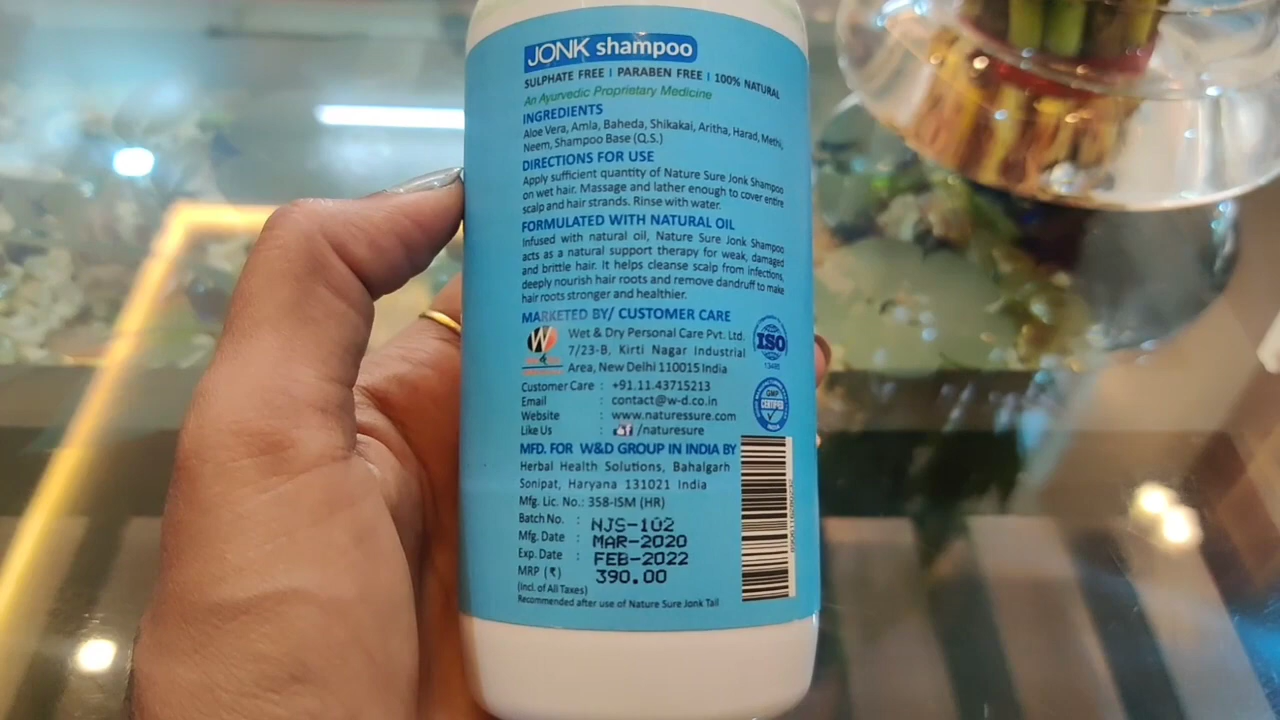 JONK shampoo
SULPHATE FREE | PARABEN FREE | 100% NATURAL
An Ayurvedic Proprietary Medicine
INGREDIENTS
Aloe Vera, Amla, Baheda, Shikakai, Aritha, Harad, Methi,
Neem, Shampoo Base (Q.S.)
DIRECTIONS FOR USE
Apply sufficient quantity of Nature Sure Jonk Shampoo
on wet hair. Massage and lather enough to cover entire
scalp and hair strands. Rinse with water.
FORMULATED WITH NATURAL OIL
Infused with natural oil, Nature Sure Jonk Shampoo
acts as a natural support therapy for weak, damaged
and brittle hair. It helps cleanse scalp from infections,
deeply nourish hair roots and remove dandruff to make
hair roots stronger and healthier.
MARKETED BY/ CUSTOMER CARE
W
Wet & Dry Personal Care Pvt. Ltd.
7/23-B, Kirti Nagar Industrial
Area, New Delhi 110015 India
ISO
13485
Customer Care : +91.11.43715213
Email : contact@w-d.co.in
Website : www.naturessure.com
Like Us : /naturesure
GMP
CERTIFIED
MFD. FOR W&D GROUP IN INDIA BY
Herbal Health Solutions, Bahalgarh
Sonipat, Haryana 131021 India
Mfg. Lic. No.: 358-ISM (HR)
Batch No. : NJS-102
Mfg. Date : MAR-2020
Exp. Date : FEB-2022
MRP (₹) : 390.00
(Incl. of All Taxes)
Recommended after use of Nature Sure Jonk Tail